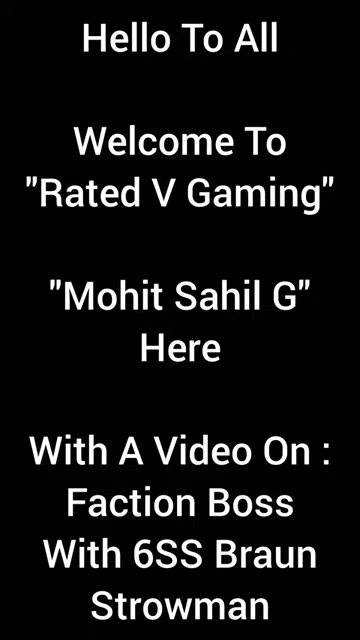 Hello To All
Welcome To
"Rated V Gaming"
"Mohit Sahil G"
Here
With A Video On :
Faction Boss
With 6SS Braun
Strowman